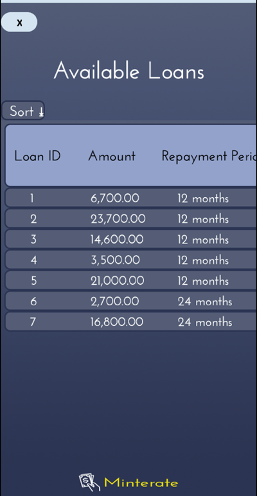 x
Available Loans
Sort
Loan ID Amount Repayment Perio
1 6,700.00 12 months
2 23,700.00 12 months
3 14,600.00 12 months
4 3,500.00 12 months
5 21,000.00 12 months
6 2,700.00 24 months
7 16,800.00 24 months
Minterate